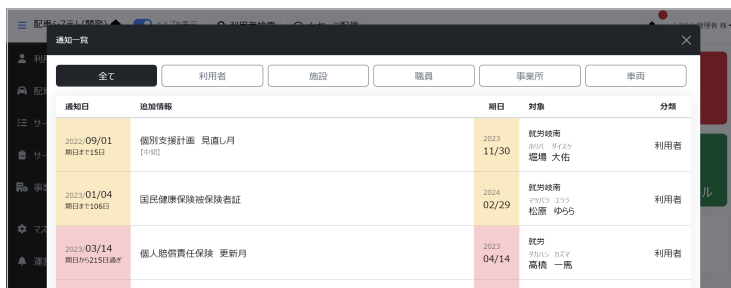 通知一覧
全て 利用者 施設 職員 事業所 車両
通知日 追加情報 期日 対象 分類
2022/09/01
期日まで15日
個別支援計画 見直し月
【中間】
2023
11/30
就労岐南
ホリバ ダイスケ
堀場 大佑
利用者
2023/01/04
期日まで106日
国民健康保険被保険者証
2024
02/29
就労岐南
マツバラ ユララ
松原 ゆらら
利用者
2023/03/14
期日から215日過ぎ
個人賠償責任保険 更新月
2023
04/14
就労
タカハシ カズマ
高橋 一馬
利用者